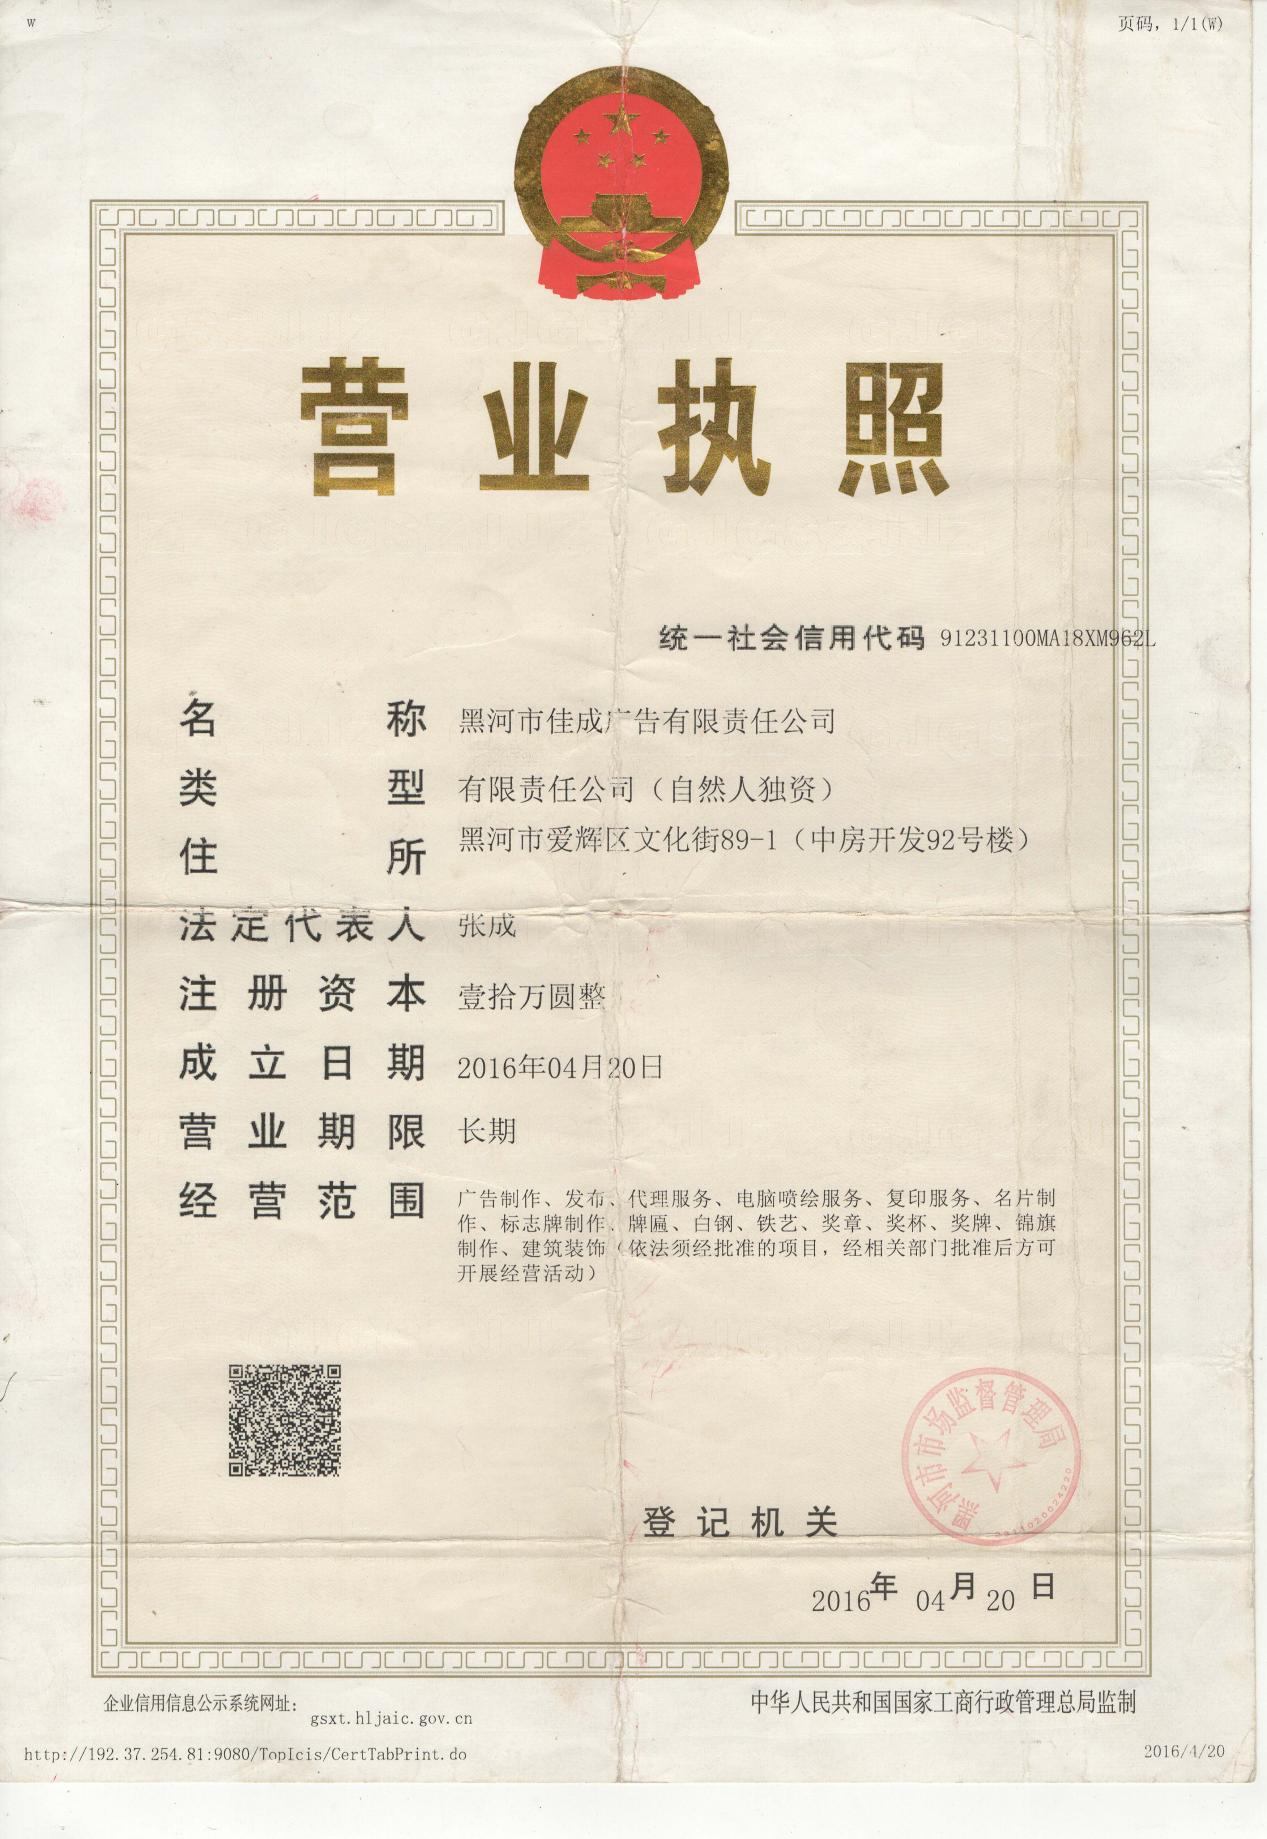 w
页码, 1/1(W)
营业执照
统一社会信用代码 91231100MA18XM962L
名称 黑河市佳成广告有限责任公司
类型 有限责任公司（自然人独资）
住所 黑河市爱辉区文化街89-1（中房开发92号楼）
法定代表人 张成
注册资本 壹拾万圆整
成立日期 2016年04月20日
营业期限 长期
经营范围 广告制作、发布、代理服务、电脑喷绘服务、复印服务、名片制
作、标志牌制作、牌匾、白钢、铁艺、奖章、奖杯、奖牌、锦旗
制作、建筑装饰（依法须经批准的项目，经相关部门批准后方可
开展经营活动）
黑河市市场监督管理局
登记机关
2016年 04月 20日
企业信用信息公示系统网址：
gsxt.hljaic.gov.cn
中华人民共和国国家工商行政管理总局监制
http://192.37.254.81:9080/TopIcis/CertTabPrint.do
2016/4/20